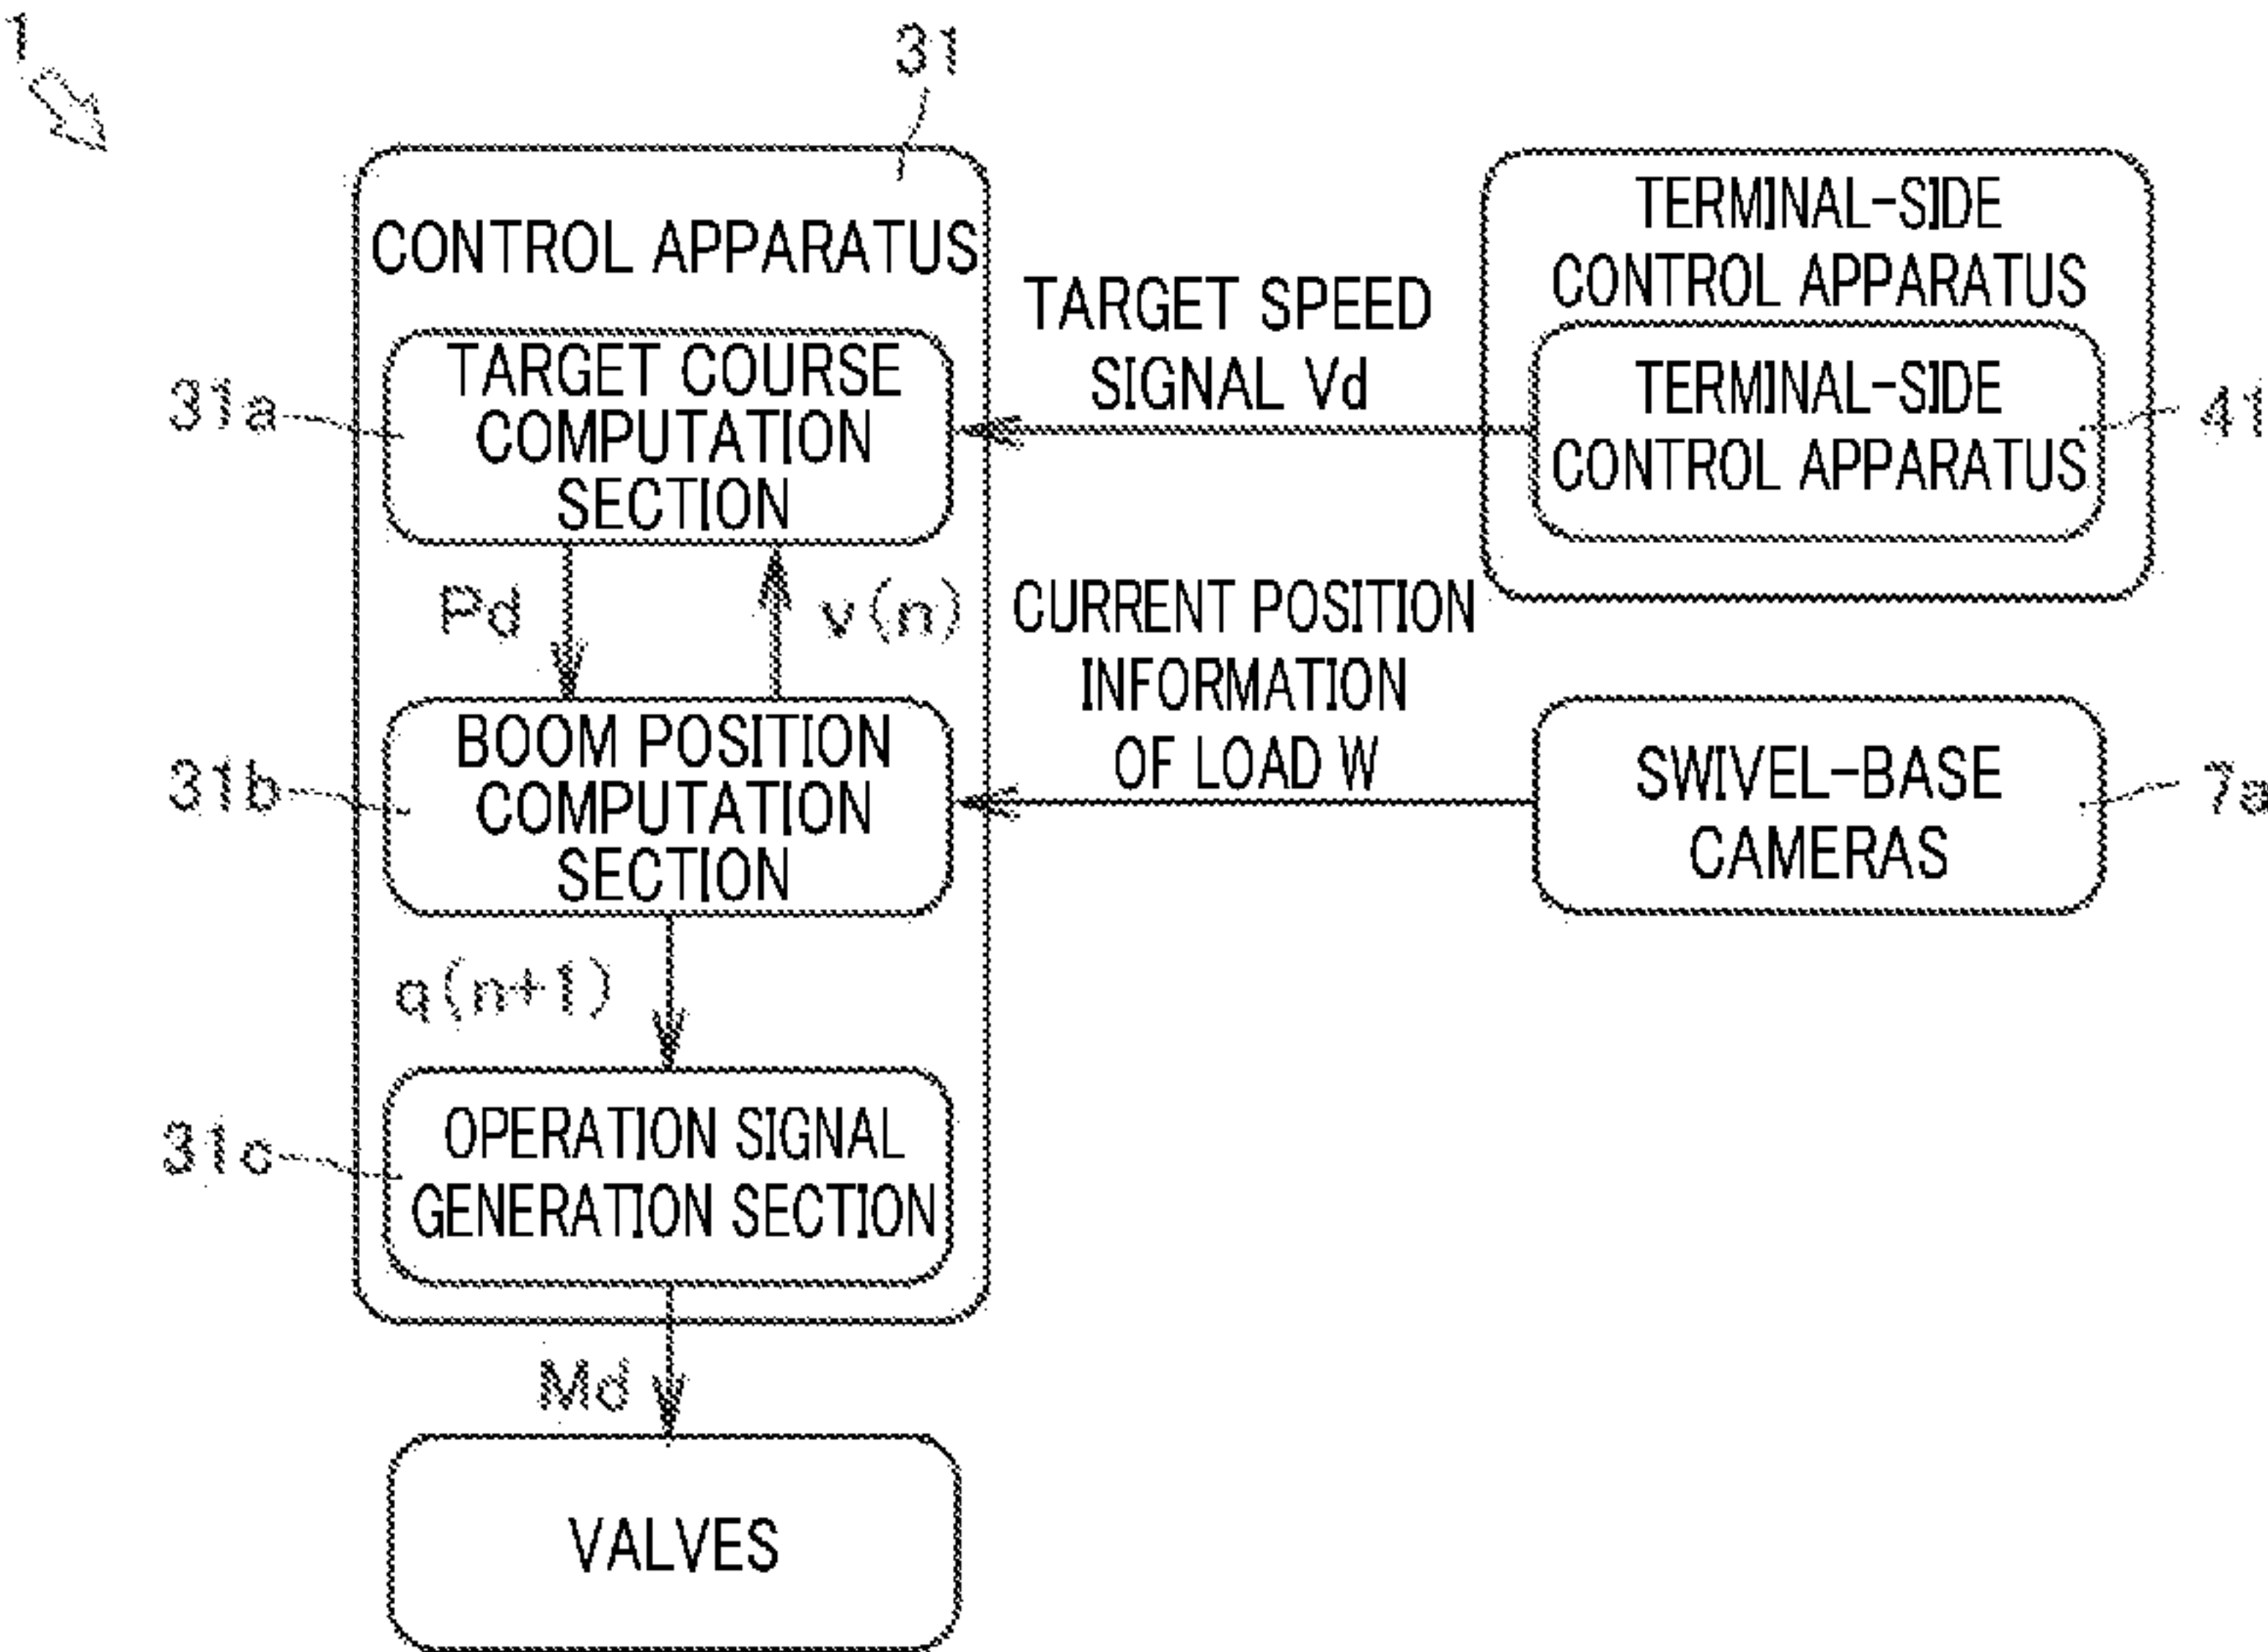 1
31
CONTROL APPARATUS
TARGET COURSE
COMPUTATION
SECTION
31a
Pd
v(n)
BOOM POSITION
COMPUTATION
SECTION
31b
q(n+1)
OPERATION SIGNAL
GENERATION SECTION
31c
Md
VALVES
TARGET SPEED
SIGNAL Vd
CURRENT POSITION
INFORMATION
OF LOAD W
TERMINAL-SIDE
CONTROL APPARATUS
TERMINAL-SIDE
CONTROL APPARATUS
41
SWIVEL-BASE
CAMERAS
7a